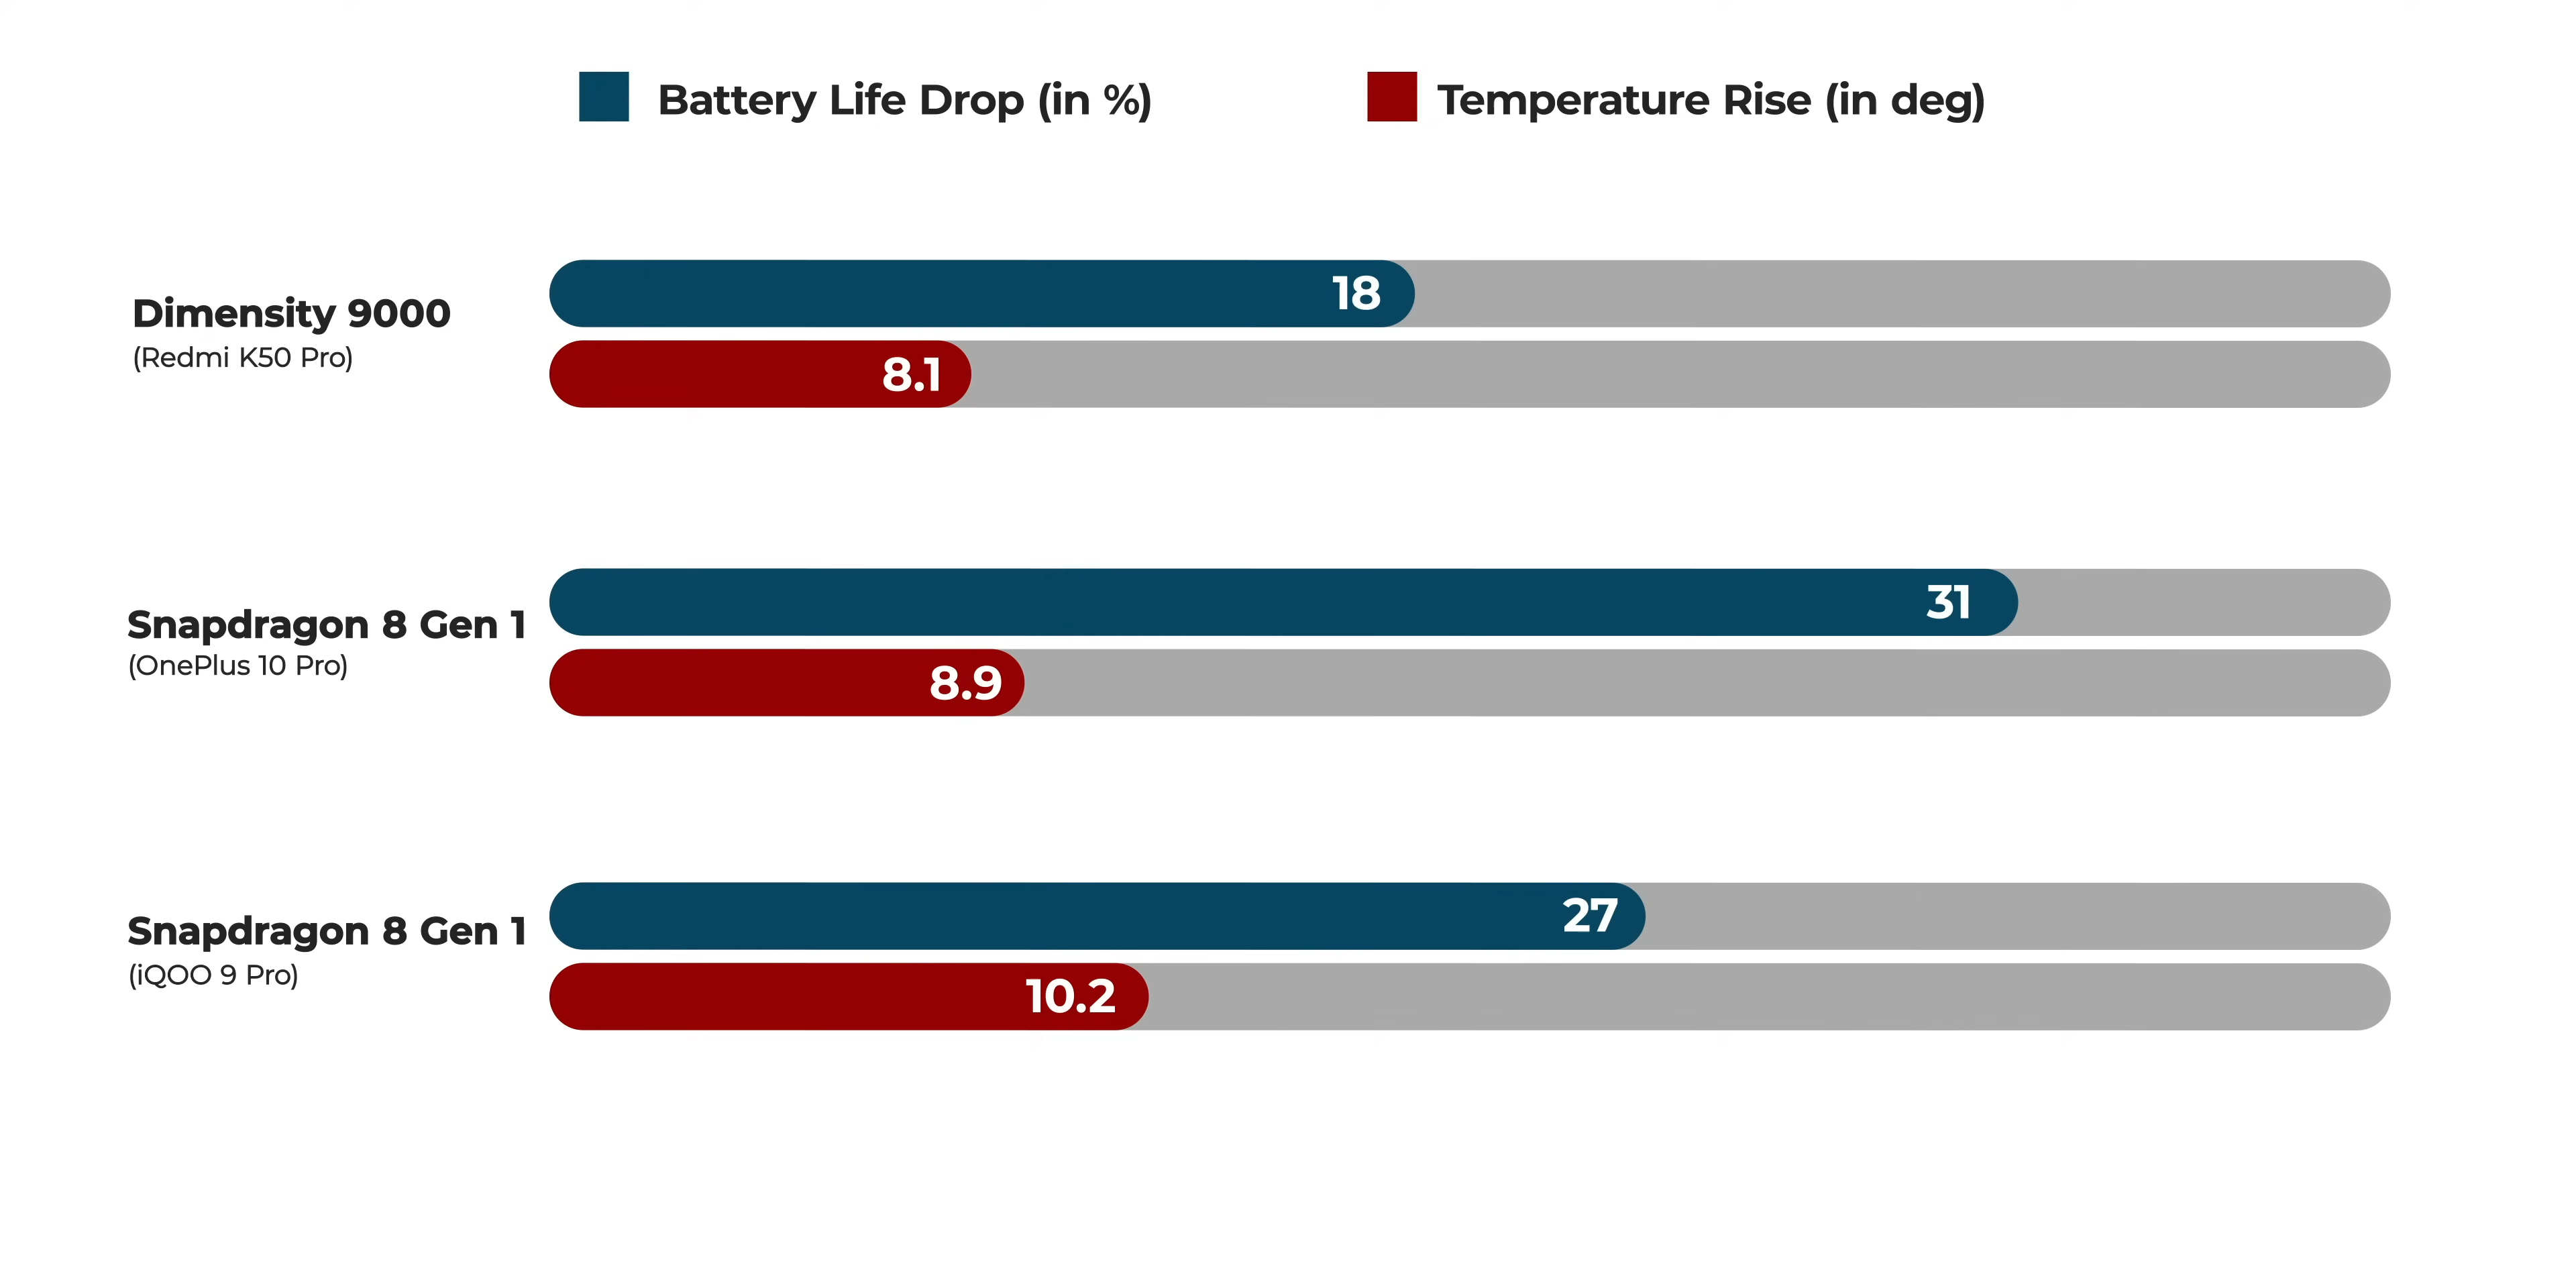 Battery Life Drop (in %)
Temperature Rise (in deg)
Dimensity 9000
(Redmi K50 Pro)
18
8.1
Snapdragon 8 Gen 1
(OnePlus 10 Pro)
31
8.9
Snapdragon 8 Gen 1
(iQOO 9 Pro)
27
10.2